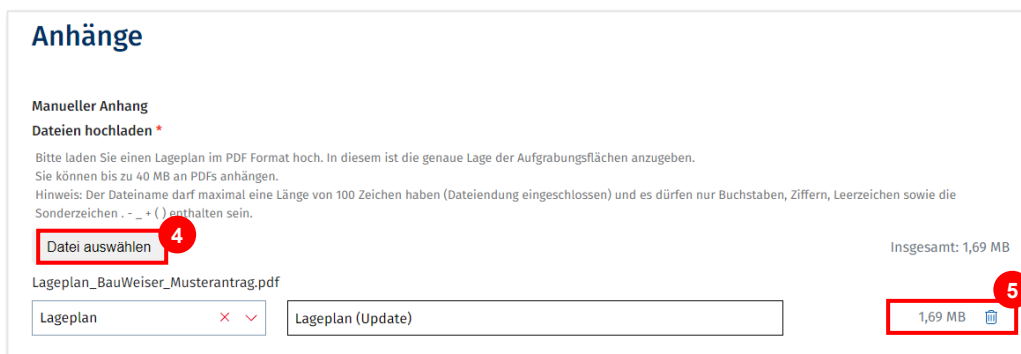 Anhänge
Manueller Anhang
Dateien hochladen *
Bitte laden Sie einen Lageplan im PDF Format hoch. In diesem ist die genaue Lage der Aufgrabungsflächen anzugeben.
Sie können bis zu 40 MB an PDFs anhängen.
Hinweis: Der Dateiname darf maximal eine Länge von 100 Zeichen haben (Dateiendung eingeschlossen) und es dürfen nur Buchstaben, Ziffern, Leerzeichen sowie die
Sonderzeichen . - _ + ( ) enthalten sein.
Datei auswählen 4 Insgesamt: 1,69 MB
Lageplan_BauWeiser_Musterantrag.pdf
5
Lageplan Lageplan (Update) 1,69 MB